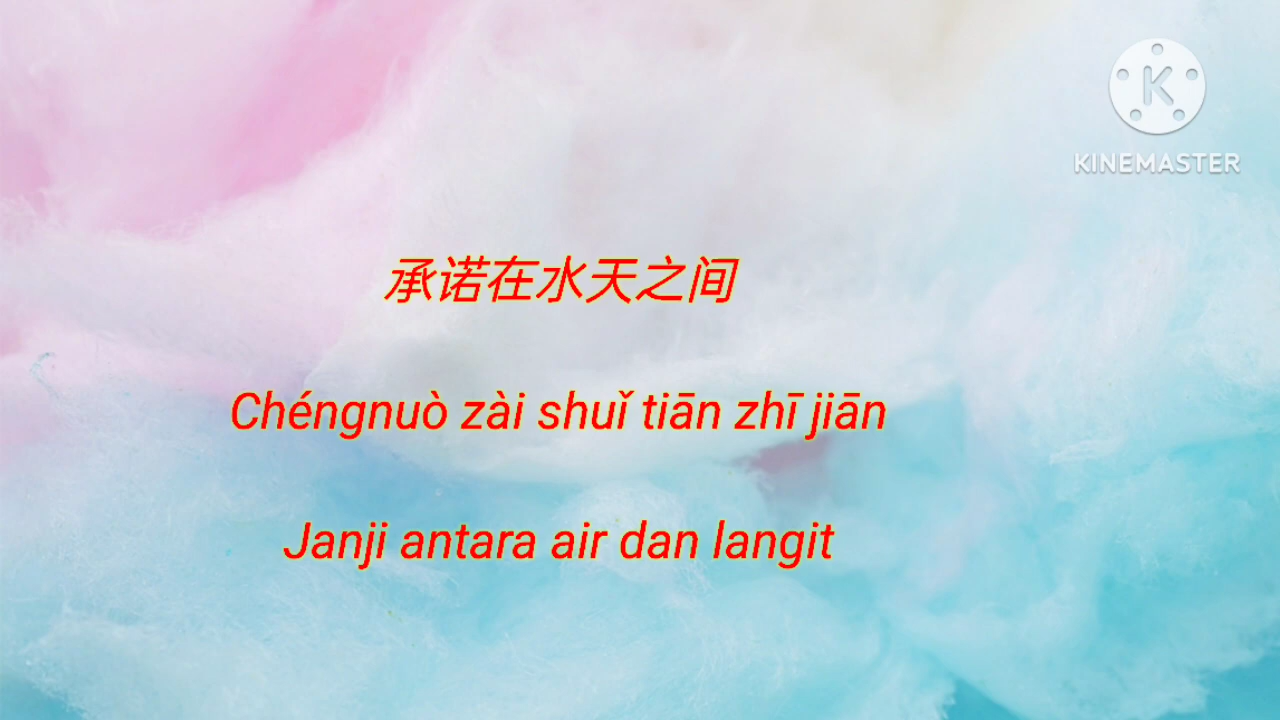 KINEMASTER
承诺在水天之间
Chéngnuò zài shuǐ tiān zhī jiān
Janji antara air dan langit